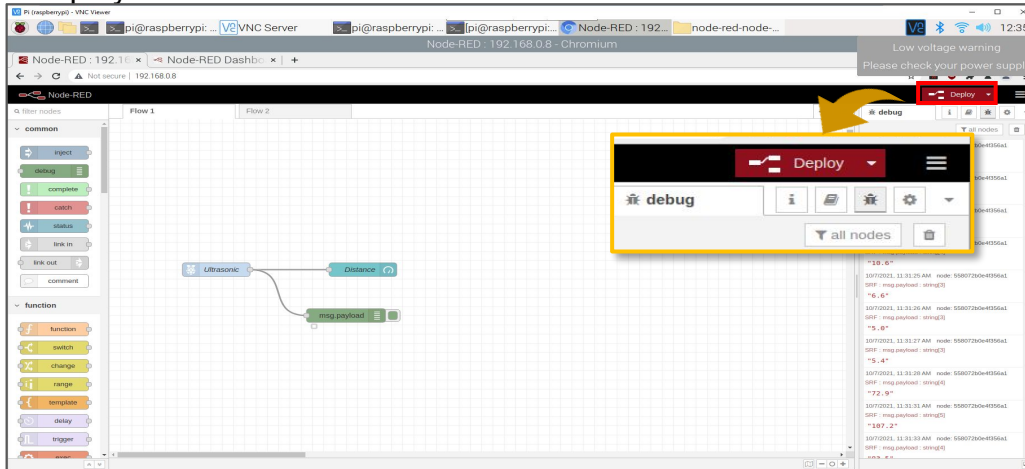 Pi (raspberrypi) - VNC Viewer
pi@raspberrypi: ...
VNC Server
pi@raspberrypi: ...
[pi@raspberrypi:...
Node-RED : 192...
node-red-node-...
12:35
Node-RED : 192.168.0.8 - Chromium
Low voltage warning
Please check your power suppl
Node-RED : 192.16
Node-RED Dashbo
Not secure | 192.168.0.8
Node-RED
Deploy
filter nodes
Flow 1
Flow 2
debug
i
all nodes
common
inject
debug
complete
catch
status
link in
link out
comment
function
function
switch
change
range
template
delay
trigger
exec
Ultrasonic
Distance
msg.payload
Deploy
debug
i
all nodes
2b0e4f356a1
2b0e4f356a1
2b0e4f356a1
2b0e4f356a1
"10.6"
10/7/2021, 11:31:25 AM node: 558072b0e4f356a1
SRF : msg.payload : string[3]
"6.6"
10/7/2021, 11:31:26 AM node: 558072b0e4f356a1
SRF : msg.payload : string[3]
"5.0"
10/7/2021, 11:31:27 AM node: 558072b0e4f356a1
SRF : msg.payload : string[3]
"5.4"
10/7/2021, 11:31:28 AM node: 558072b0e4f356a1
SRF : msg.payload : string[4]
"72.9"
10/7/2021, 11:31:31 AM node: 558072b0e4f356a1
SRF : msg.payload : string[5]
"107.2"
10/7/2021, 11:31:33 AM node: 558072b0e4f356a1
SRF : msg.payload : string[4]